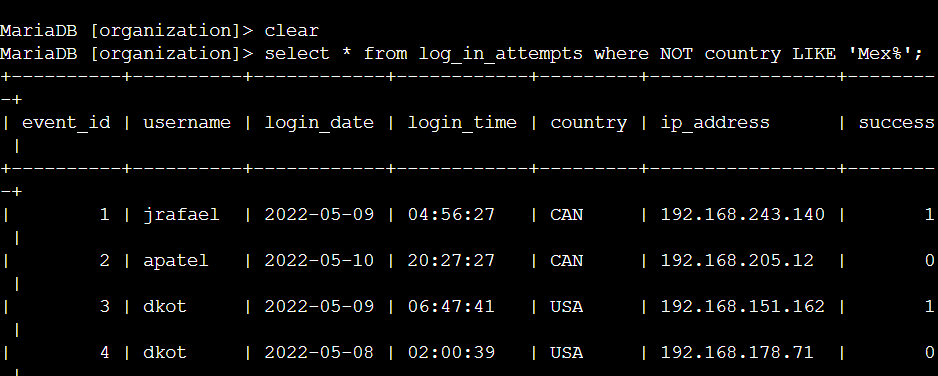 MariaDB [organization]> clear
MariaDB [organization]> select * from log_in_attempts where NOT country LIKE 'Mex%';
+----------+----------+------------+------------+---------+-----------------+--------
-+
| event_id | username | login_date | login_time | country | ip_address      | success
 |
+----------+----------+------------+------------+---------+-----------------+--------
-+
|        1 | jrafael  | 2022-05-09 | 04:56:27   | CAN     | 192.168.243.140 |       1
 |
|        2 | apatel   | 2022-05-10 | 20:27:27   | CAN     | 192.168.205.12  |       0
 |
|        3 | dkot     | 2022-05-09 | 06:47:41   | USA     | 192.168.151.162 |       1
 |
|        4 | dkot     | 2022-05-08 | 02:00:39   | USA     | 192.168.178.71  |       0
 |